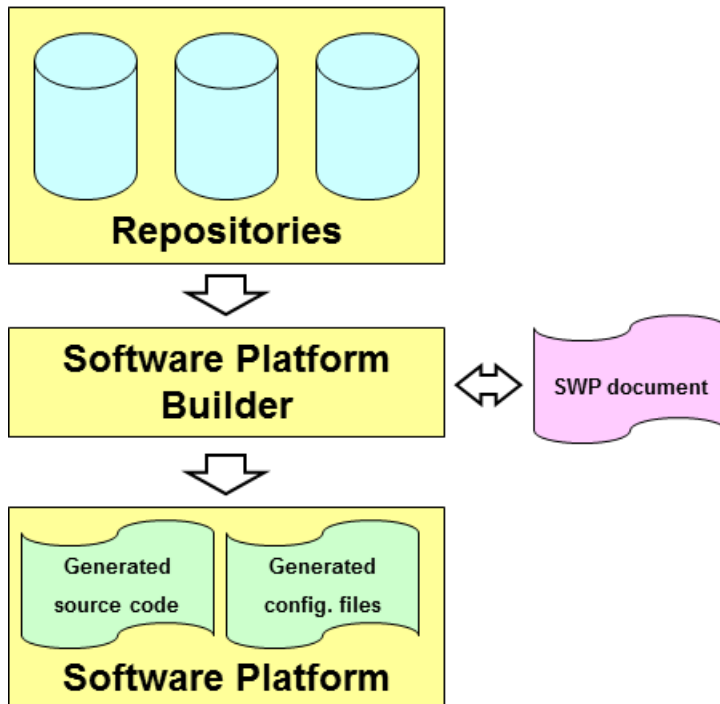 Repositories
Software Platform
Builder
SWP document
Generated
source code
Generated
config. files
Software Platform